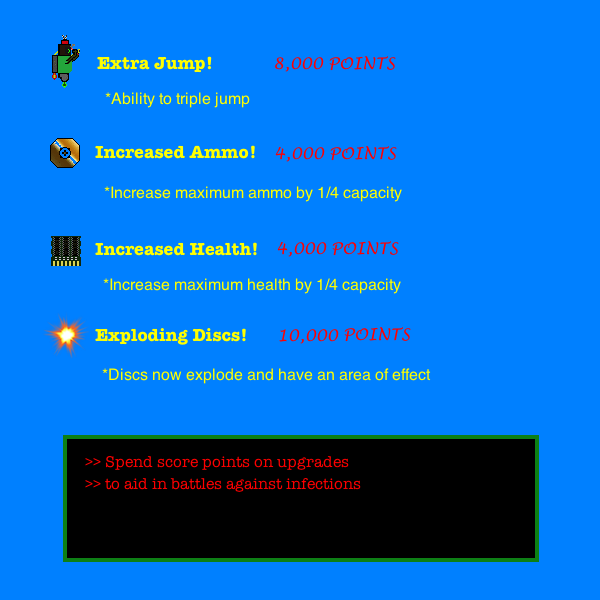 Extra Jump! 8,000 POINTS
*Ability to triple jump
Increased Ammo! 4,000 POINTS
*Increase maximum ammo by 1/4 capacity
Increased Health! 4,000 POINTS
*Increase maximum health by 1/4 capacity
Exploding Discs! 10,000 POINTS
*Discs now explode and have an area of effect
>> Spend score points on upgrades
>> to aid in battles against infections